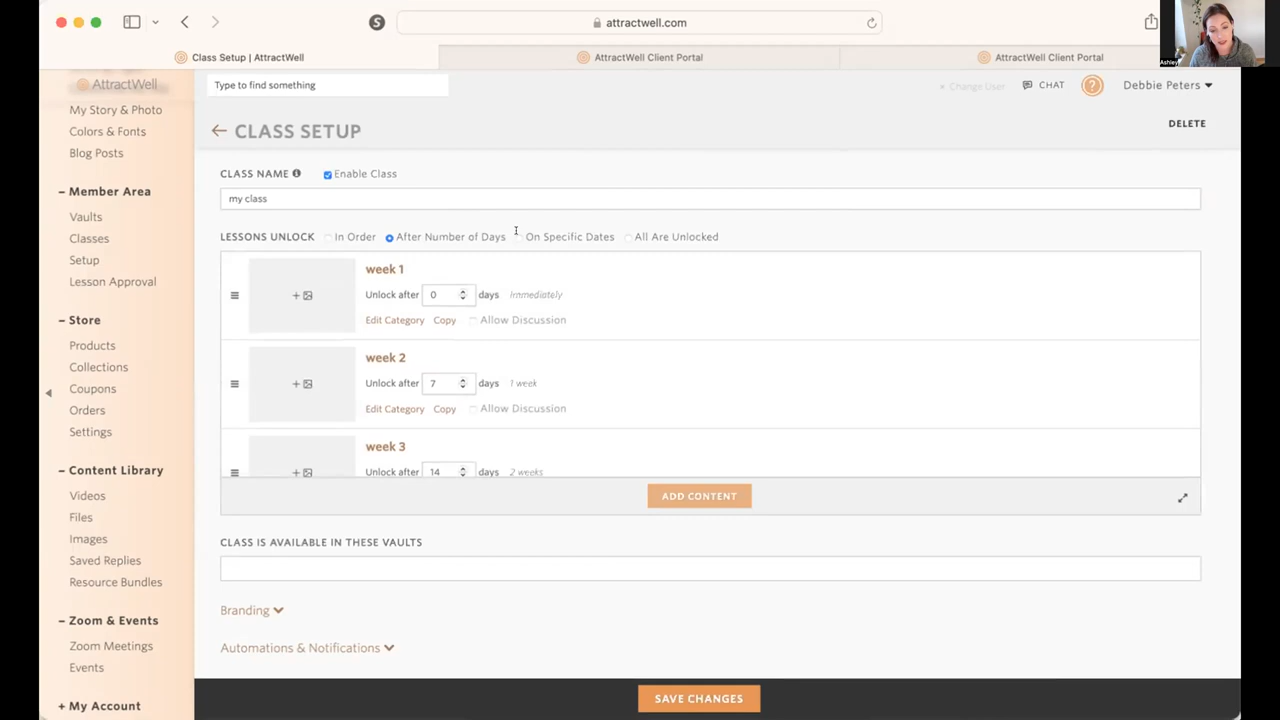 attractwell.com
Class Setup | AttractWell
AttractWell Client Portal
AttractWell Client Portal
Ashley
AttractWell
Type to find something
Change User
CHAT
?
Debbie Peters
My Story & Photo
Colors & Fonts
Blog Posts
– Member Area
Vaults
Classes
Setup
Lesson Approval
– Store
Products
Collections
Coupons
Orders
Settings
– Content Library
Videos
Files
Images
Saved Replies
Resource Bundles
– Zoom & Events
Zoom Meetings
Events
+ My Account
CLASS SETUP
DELETE
CLASS NAME Enable Class
my class
LESSONS UNLOCK In Order After Number of Days On Specific Dates All Are Unlocked
week 1
Unlock after 0 days Immediately
Edit Category Copy Allow Discussion
week 2
Unlock after 7 days 1 week
Edit Category Copy Allow Discussion
week 3
Unlock after 14 days 2 weeks
ADD CONTENT
CLASS IS AVAILABLE IN THESE VAULTS
Branding
Automations & Notifications
SAVE CHANGES